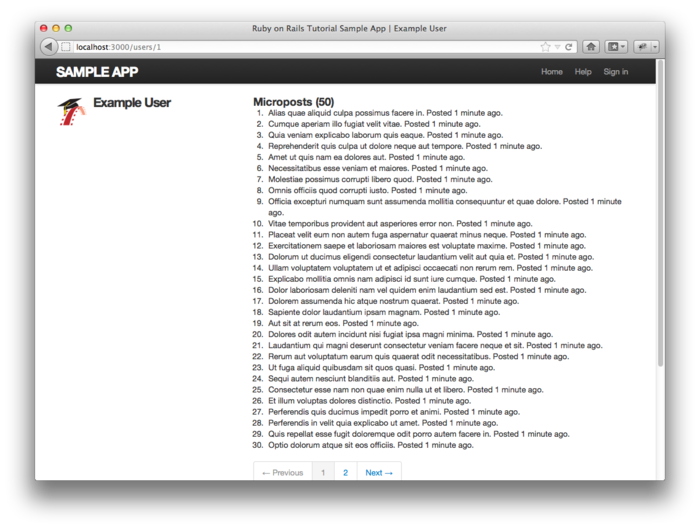 Ruby on Rails Tutorial Sample App | Example User
localhost:3000/users/1
SAMPLE APP
Home Help Sign in
Example User
Microposts (50)
1. Alias quae aliquid culpa possimus facere in. Posted 1 minute ago.
2. Cumque aperiam illo fugiat velit vitae. Posted 1 minute ago.
3. Quia veniam explicabo laborum quis eaque. Posted 1 minute ago.
4. Reprehenderit quis culpa ut dolore neque aut tempore. Posted 1 minute ago.
5. Amet ut quis nam ea dolores aut. Posted 1 minute ago.
6. Necessitatibus esse veniam et maiores. Posted 1 minute ago.
7. Molestiae possimus corrupti libero quod. Posted 1 minute ago.
8. Omnis officiis quod corrupti iusto. Posted 1 minute ago.
9. Officia excepturi numquam sunt assumenda mollitia consequuntur et quae dolore. Posted 1 minute
ago.
10. Vitae temporibus provident aut asperiores error non. Posted 1 minute ago.
11. Placeat velit eum non autem fuga aspernatur quaerat minus neque. Posted 1 minute ago.
12. Exercitationem saepe et laboriosam maiores est voluptate maxime. Posted 1 minute ago.
13. Dolorum ut ducimus eligendi consectetur laudantium velit aut quia et. Posted 1 minute ago.
14. Ullam voluptatem voluptatem ut et adipisci occaecati non rerum rem. Posted 1 minute ago.
15. Explicabo mollitia omnis nam adipisci id sunt iure cumque. Posted 1 minute ago.
16. Dolor laboriosam deleniti nam vel quidem enim laudantium sed est. Posted 1 minute ago.
17. Dolorem assumenda hic atque nostrum quaerat. Posted 1 minute ago.
18. Sapiente dolor laudantium ipsam magnam. Posted 1 minute ago.
19. Aut sit at rerum eos. Posted 1 minute ago.
20. Dolores odit autem incidunt nisi fugiat ipsa magni minima. Posted 1 minute ago.
21. Laudantium qui magni deserunt consectetur veniam facere neque et sit. Posted 1 minute ago.
22. Rerum aut voluptatum earum quis quaerat odit necessitatibus. Posted 1 minute ago.
23. Ut fuga aliquid quibusdam sit quos quasi. Posted 1 minute ago.
24. Sequi autem nesciunt blanditiis aut. Posted 1 minute ago.
25. Consectetur esse nam non quae enim nulla ut et libero. Posted 1 minute ago.
26. Et illum voluptas dolores distinctio. Posted 1 minute ago.
27. Perferendis quis ducimus impedit porro et animi. Posted 1 minute ago.
28. Perferendis in velit quia explicabo ut amet. Posted 1 minute ago.
29. Quis repellat esse fugit doloremque odit porro autem facere in. Posted 1 minute ago.
30. Optio dolorum atque sit eos officiis. Posted 1 minute ago.
← Previous 1 2 Next →